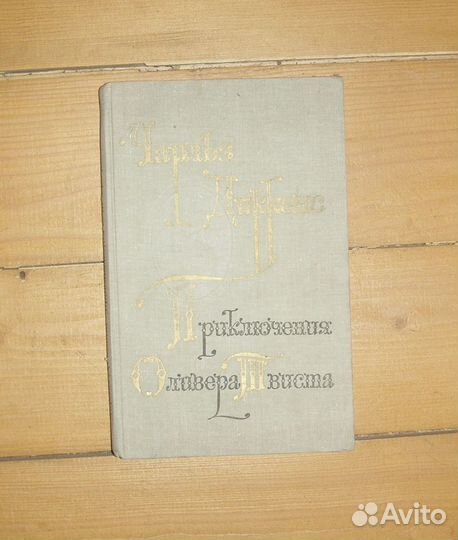 Чарльз
Диккенс
Приключения
Оливера Твиста
Avito